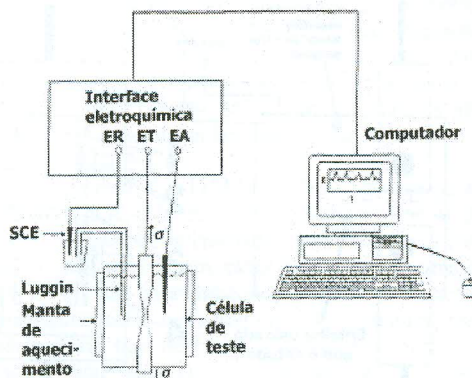 Interface
eletroquímica
ER ET EA
Computador
E
t
SCE
σ
Luggin
Manta
de
aqueci-
mento
Célula
de
teste
σ